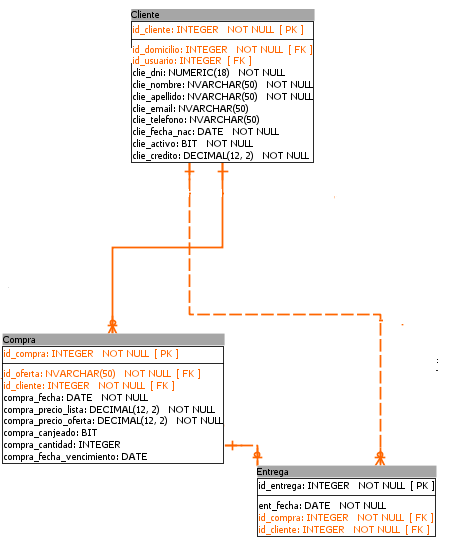 Cliente
id_cliente: INTEGER NOT NULL [ PK ]
id_domicilio: INTEGER NOT NULL [ FK ]
id_usuario: INTEGER [ FK ]
clie_dni: NUMERIC(18) NOT NULL
clie_nombre: NVARCHAR(50) NOT NULL
clie_apellido: NVARCHAR(50) NOT NULL
clie_email: NVARCHAR(50)
clie_telefono: NVARCHAR(50)
clie_fecha_nac: DATE NOT NULL
clie_activo: BIT NOT NULL
clie_credito: DECIMAL(12, 2) NOT NULL
Compra
id_compra: INTEGER NOT NULL [ PK ]
id_oferta: NVARCHAR(50) NOT NULL [ FK ]
id_cliente: INTEGER NOT NULL [ FK ]
compra_fecha: DATE NOT NULL
compra_precio_lista: DECIMAL(12, 2) NOT NULL
compra_precio_oferta: DECIMAL(12, 2) NOT NULL
compra_canjeado: BIT
compra_cantidad: INTEGER
compra_fecha_vencimiento: DATE
Entrega
id_entrega: INTEGER NOT NULL [ PK ]
ent_fecha: DATE NOT NULL
id_compra: INTEGER NOT NULL [ FK ]
id_cliente: INTEGER NOT NULL [ FK ]